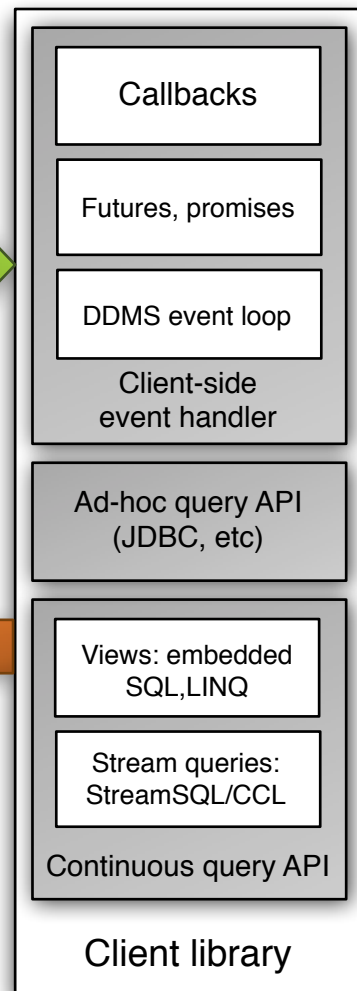 Callbacks
Futures, promises
DDMS event loop
Client-side
event handler
Ad-hoc query API
(JDBC, etc)
Views: embedded
SQL,LINQ
Stream queries:
StreamSQL/CCL
Continuous query API
Client library